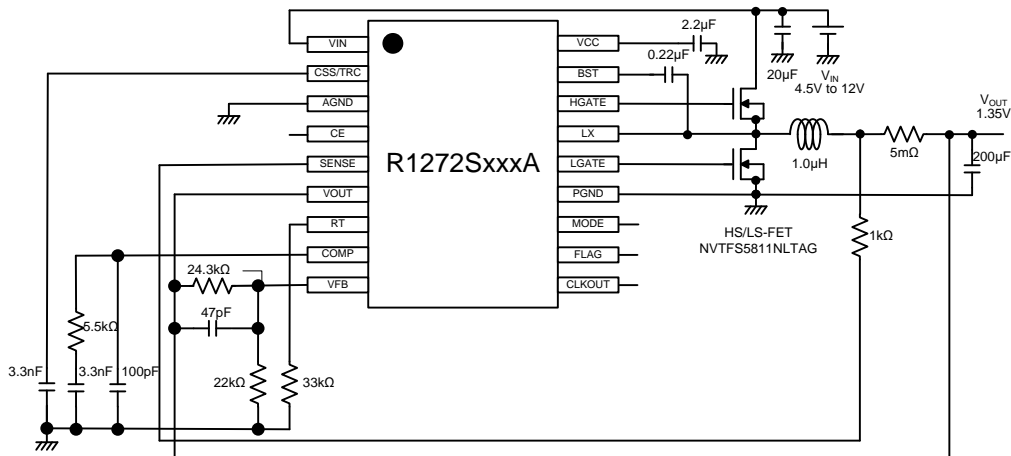 R1272SxxxA
VIN
CSS/TRC
AGND
CE
SENSE
VOUT
RT
COMP
VFB
VCC
BST
HGATE
LX
LGATE
PGND
MODE
FLAG
CLKOUT
2.2µF
0.22µF
20µF
VIN
4.5V to 12V
VOUT
1.35V
1.0µH
5mΩ
200µF
1kΩ
HS/LS-FET
NVTFS5811NLTAG
24.3kΩ
47pF
5.5kΩ
3.3nF
3.3nF
100pF
22kΩ
33kΩ